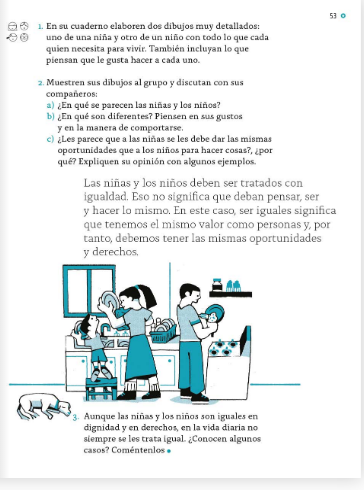 53
1. En su cuaderno elaboren dos dibujos muy detallados:
uno de una niña y otro de un niño con todo lo que cada
quien necesita para vivir. También incluyan lo que
piensan que le gusta hacer a cada uno.
2. Muestren sus dibujos al grupo y discutan con sus
compañeros:
a) ¿En qué se parecen las niñas y los niños?
b) ¿En qué son diferentes? Piensen en sus gustos
y en la manera de comportarse.
c) ¿Les parece que a las niñas se les debe dar las mismas
oportunidades que a los niños para hacer cosas?, ¿por
qué? Expliquen su opinión con algunos ejemplos.
Las niñas y los niños deben ser tratados con
igualdad. Eso no significa que deban pensar, ser
y hacer lo mismo. En este caso, ser iguales significa
que tenemos el mismo valor como personas y, por
tanto, debemos tener las mismas oportunidades
y derechos.
3. Aunque las niñas y los niños son iguales en
dignidad y en derechos, en la vida diaria no
siempre se les trata igual. ¿Conocen algunos
casos? Coméntenlos